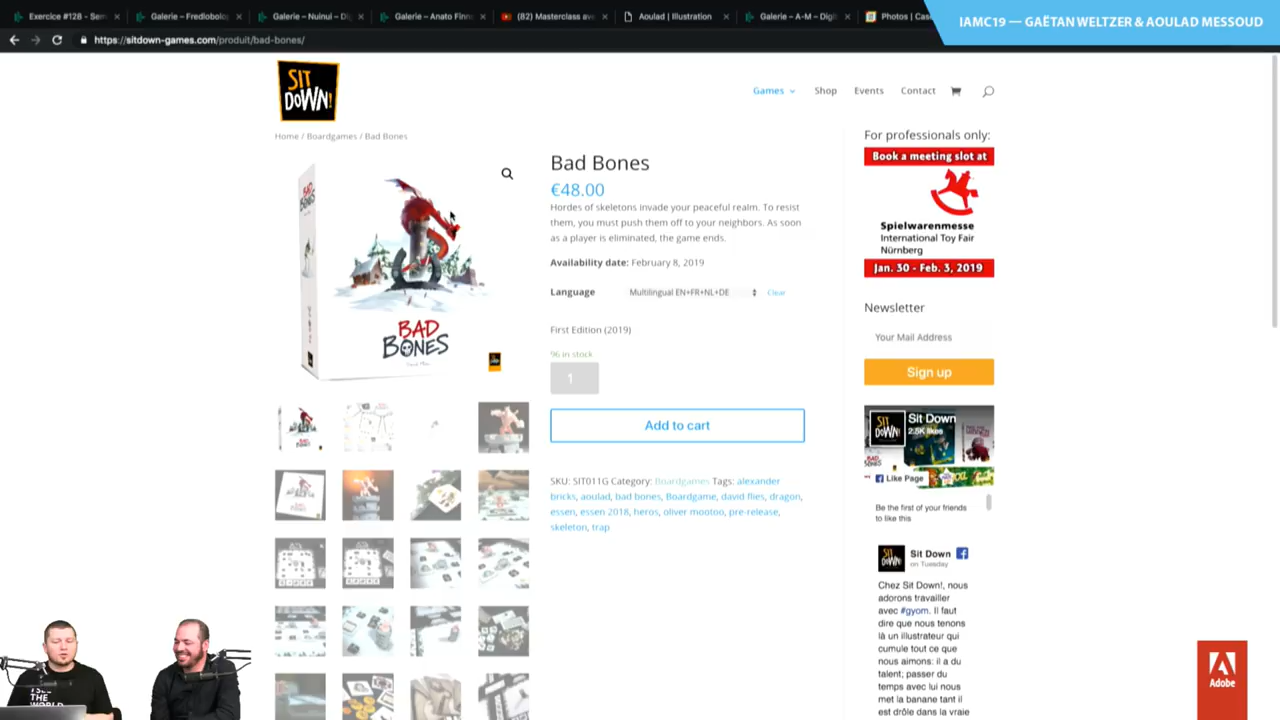 Exercice #128 - Sem
Galerie – Fredlobolo
Galerie – Nuinui – Di
Galerie – Anato Finn
(82) Masterclass ave
Aoulad | Illustration
Galerie – A-M – Digi
Photos | Cas
IAMC19 — GAËTAN WELTZER & AOULAD MESSOUD
https://sitdown-games.com/produit/bad-bones/
SIT DOWN!
Games
Shop
Events
Contact
Home / Boardgames / Bad Bones
BAD BONES
Bad Bones
€48.00
Hordes of skeletons invade your peaceful realm. To resist
them, you must push them off to your neighbors. As soon
as a player is eliminated, the game ends.
Availability date: February 8, 2019
Language
Multilingual EN+FR+NL+DE
Clear
First Edition (2019)
96 in stock
1
Add to cart
SKU: SIT011G Category: Boardgames Tags: alexander
bricks, aoulad, bad bones, Boardgame, david flies, dragon,
essen, essen 2018, heros, oliver mootoo, pre-release,
skeleton, trap
For professionals only:
Book a meeting slot at
Spielwarenmesse
International Toy Fair
Nürnberg
Jan. 30 - Feb. 3, 2019
Newsletter
Your Mail Address
Sign up
Sit Down
2.5K likes
Like Page
Be the first of your friends
to like this
Sit Down
on Tuesday
Chez Sit Down!, nous
adorons travailler
avec #gyom. Il faut
dire que nous tenons
là un illustrateur qui
cumule tout ce que
nous aimons: il a du
talent; passer du
temps avec lui nous
met la banane tant il
est drôle dans la vraie
THE
WORLD
Adobe